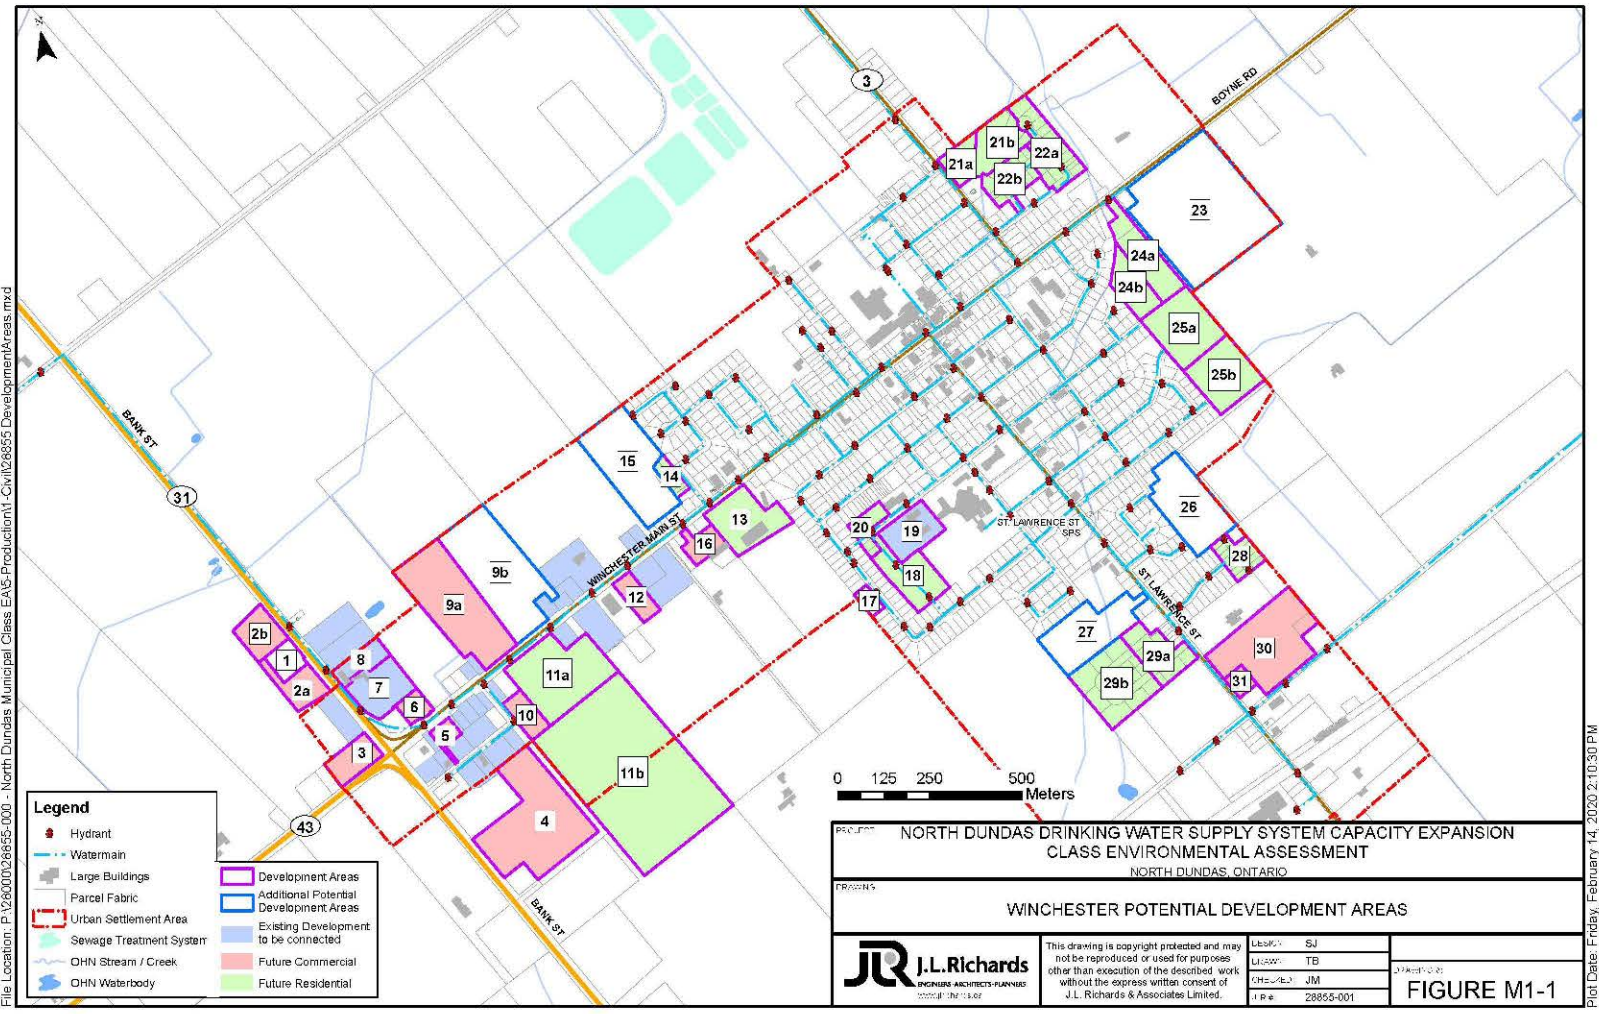 3
BOYNE RD
21b
22a
21a
22b
23
24a
24b
25a
25b
BANK ST
31
15
14
13
16
WINCHESTER MAIN ST
20
19
18
17
ST. LAWRENCE ST
SPS
26
28
ST LAWRENCE ST
9b
9a
12
2b
1
2a
8
7
6
5
3
10
11a
11b
4
27
29a
29b
30
31
43
BANK ST
0 125 250 500
Meters
Legend
Hydrant
Watermain
Large Buildings
Parcel Fabric
Urban Settlement Area
Sewage Treatment System
OHN Stream / Creek
OHN Waterbody
Development Areas
Additional Potential
Development Areas
Existing Development
to be connected
Future Commercial
Future Residential
NORTH DUNDAS DRINKING WATER SUPPLY SYSTEM CAPACITY EXPANSION
CLASS ENVIRONMENTAL ASSESSMENT
NORTH DUNDAS, ONTARIO
WINCHESTER POTENTIAL DEVELOPMENT AREAS
J.L.Richards
ENGINEERS·ARCHITECTS·PLANNERS
This drawing is copyright protected and may
not be reproduced or used for purposes
other than execution of the described work
without the express written consent of
J.L. Richards & Associates Limited.
SJ
TB
JM
28855-001
FIGURE M1-1
File Location: P:\26000\28855-000 - North Dundas Municipal Class EA\5-Production\1-Civil\28855 DevelopmentAreas.mxd
Plot Date: Friday, February 14, 2020 2:10:30 PM